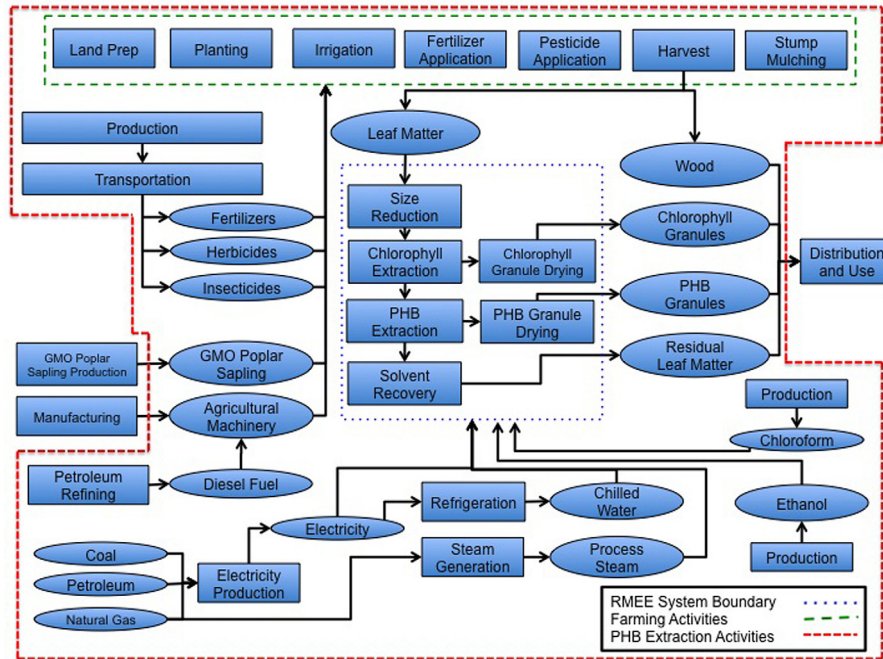 Land Prep
Planting
Irrigation
Fertilizer
Application
Pesticide
Application
Harvest
Stump
Mulching
Production
Transportation
Fertilizers
Herbicides
Insecticides
Leaf Matter
Wood
Size
Reduction
Chlorophyll
Extraction
Chlorophyll
Granule Drying
Chlorophyll
Granules
PHB
Extraction
PHB Granule
Drying
PHB
Granules
Distribution
and Use
Solvent
Recovery
Residual
Leaf Matter
GMO Poplar
Sapling Production
GMO Poplar
Sapling
Manufacturing
Agricultural
Machinery
Petroleum
Refining
Diesel Fuel
Production
Chloroform
Ethanol
Production
Refrigeration
Chilled
Water
Electricity
Coal
Petroleum
Natural Gas
Electricity
Production
Steam
Generation
Process
Steam
RMEE System Boundary
Farming Activities
PHB Extraction Activities